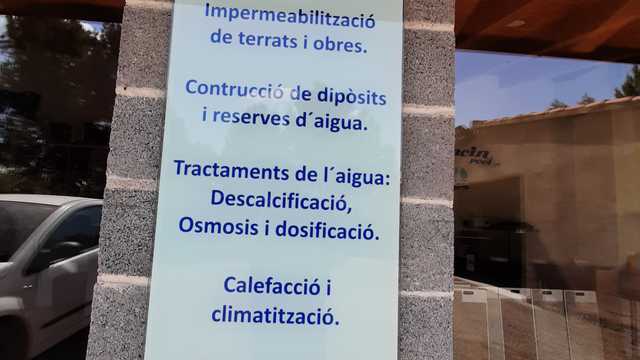 Impermeabilització
de terrats i obres.
Contrucció de dipòsits
i reserves d´aigua.
Tractaments de l´aigua:
Descalcificació,
Osmosis i dosificació.
Calefacció i
climatització.